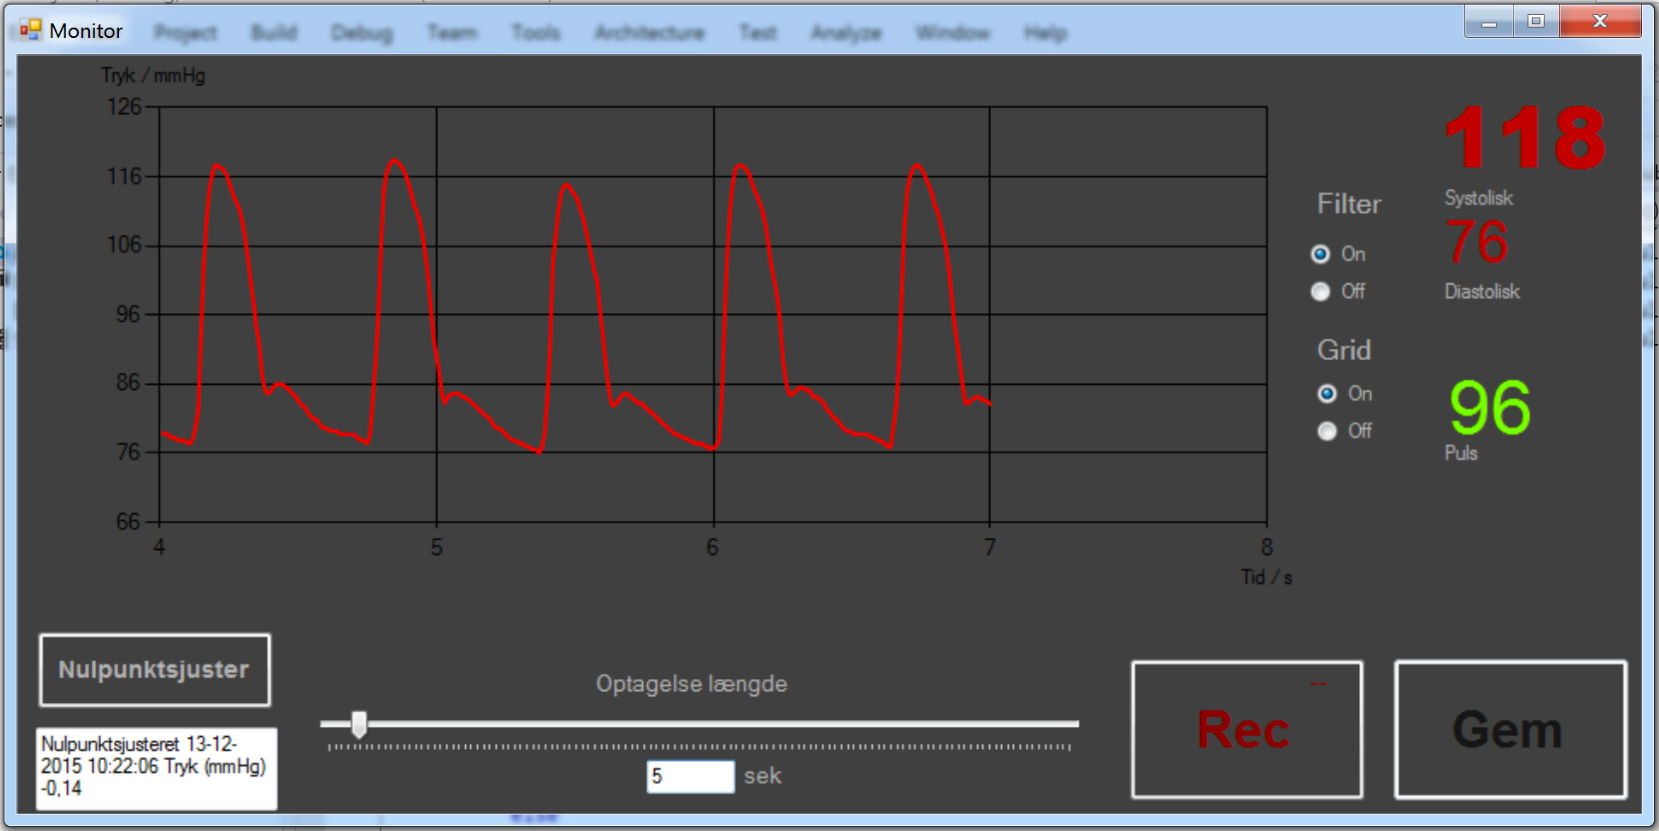 Monitor
Project Build Debug Team Tools Architecture Test Analyze Window Help
Tryk / mmHg
126
116
106
96
86
76
66
4 5 6 7 8
Tid / s
118
Systolisk
76
Diastolisk
96
Puls
Filter
On
Off
Grid
On
Off
Nulpunktsjuster
Nulpunktsjusteret 13-12-
2015 10:22:06 Tryk (mmHg)
-0,14
Optagelse længde
5 sek
--
Rec
Gem
else